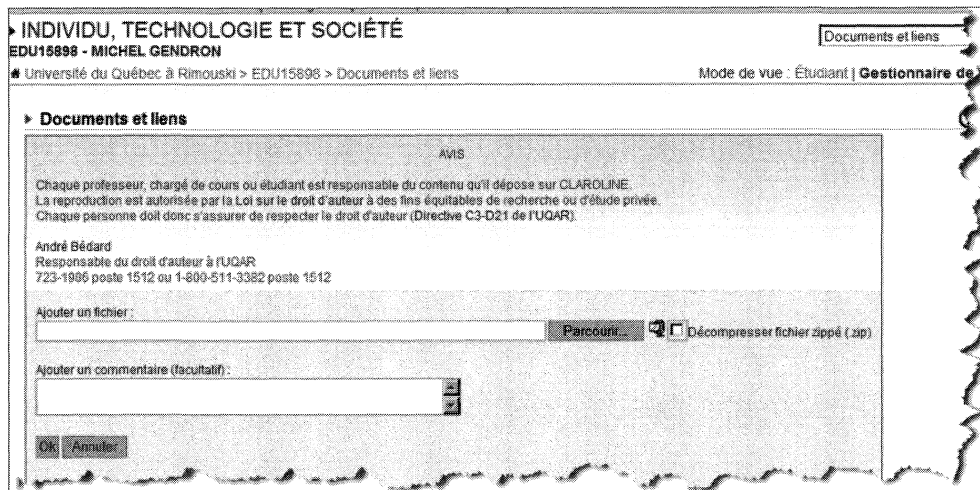 INDIVIDU, TECHNOLOGIE ET SOCIÉTÉ
Documents et liens
EDU15898 - MICHEL GENDRON
Université du Québec à Rimouski > EDU15898 > Documents et liens
Mode de vue : Étudiant | Gestionnaire de
Documents et liens
AVIS
Chaque professeur, chargé de cours ou étudiant est responsable du contenu qu'il dépose sur CLAROLINE.
La reproduction est autorisée par la Loi sur le droit d'auteur à des fins équitables de recherche ou d'étude privée.
Chaque personne doit donc s'assurer de respecter le droit d'auteur (Directive C3-D21 de l'UQAR).
André Bédard
Responsable du droit d'auteur à l'UQAR
723-1986 poste 1512 ou 1-800-511-3382 poste 1512
Ajouter un fichier :
Parcourir... Décompresser fichier zippé (.zip)
Ajouter un commentaire (facultatif) :
Ok Annuler